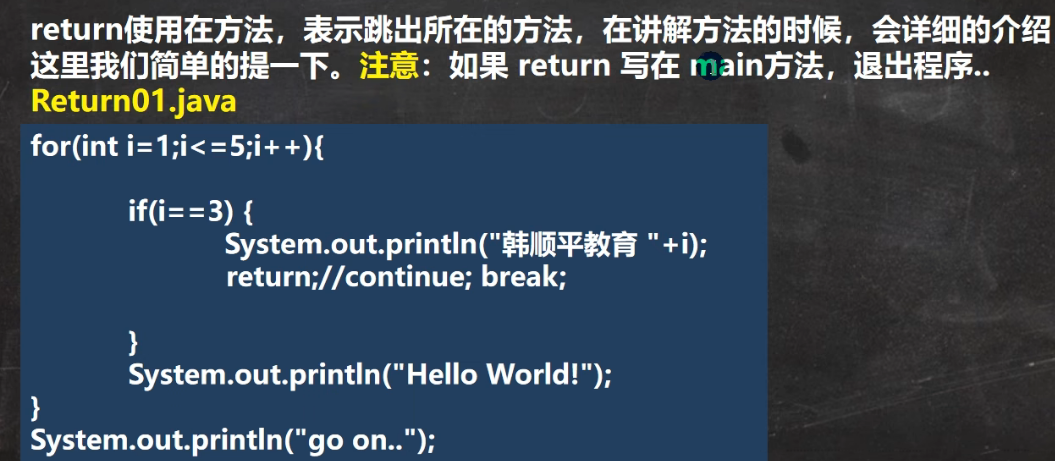 return使用在方法，表示跳出所在的方法，在讲解方法的时候，会详细的介绍
这里我们简单的提一下。注意：如果 return 写在 main方法，退出程序..
Return01.java
for(int i=1;i<=5;i++){
if(i==3) {
System.out.println("韩顺平教育 "+i);
return;//continue; break;
}
System.out.println("Hello World!");
}
System.out.println("go on..");